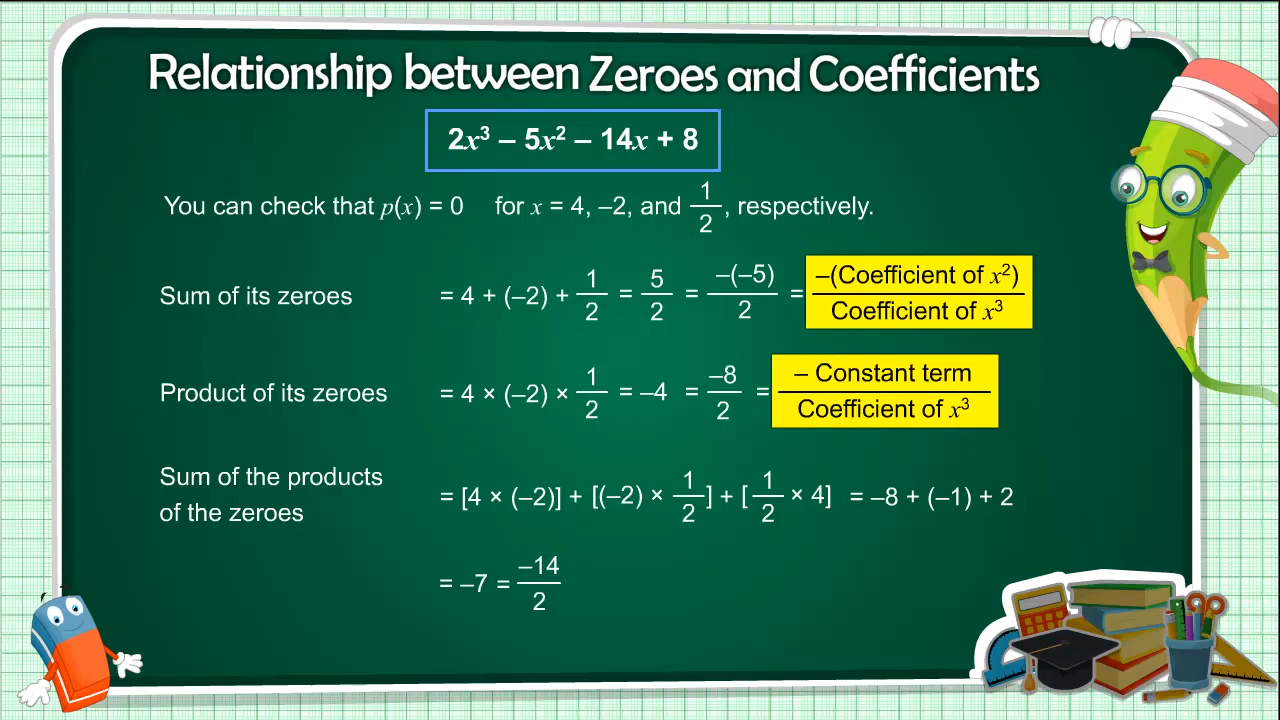 Relationship between Zeroes and Coefficients
2x³ – 5x² – 14x + 8
You can check that p(x) = 0 for x = 4, –2, and 1/2, respectively.
Sum of its zeroes = 4 + (–2) + 1/2 = 5/2 = –(–5)/2 = –(Coefficient of x²)/Coefficient of x³
Product of its zeroes = 4 × (–2) × 1/2 = –4 = –8/2 = – Constant term/Coefficient of x³
Sum of the products
of the zeroes = [4 × (–2)] + [(–2) × 1/2] + [1/2 × 4] = –8 + (–1) + 2
= –7 = –14/2